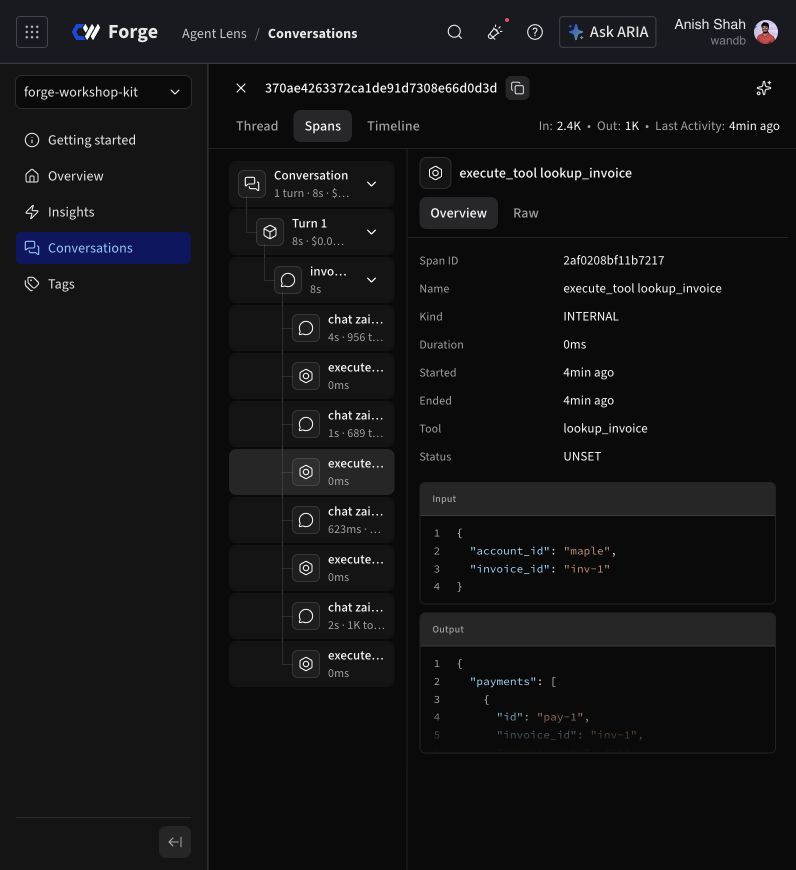 Forge
Agent Lens / Conversations
Ask ARIA
Anish Shah
wandb
forge-workshop-kit
Getting started
Overview
Insights
Conversations
Tags
370ae4263372ca1de91d7308e66d0d3d
Thread Spans Timeline
In: 2.4K • Out: 1K • Last Activity: 4min ago
Conversation
1 turn · 8s · $…
Turn 1
8s · $0.0…
invo…
8s
chat zai…
4s · 956 t…
execute…
0ms
chat zai…
1s · 689 t…
execute…
0ms
chat zai…
623ms · …
execute…
0ms
chat zai…
2s · 1K to…
execute…
0ms
execute_tool lookup_invoice
Overview Raw
Span ID 2af0208bf11b7217
Name execute_tool lookup_invoice
Kind INTERNAL
Duration 0ms
Started 4min ago
Ended 4min ago
Tool lookup_invoice
Status UNSET
Input
1 {
2 "account_id": "maple",
3 "invoice_id": "inv-1"
4 }
Output
1 {
2 "payments": [
3 {
4 "id": "pay-1",
5 "invoice_id": "inv-1",